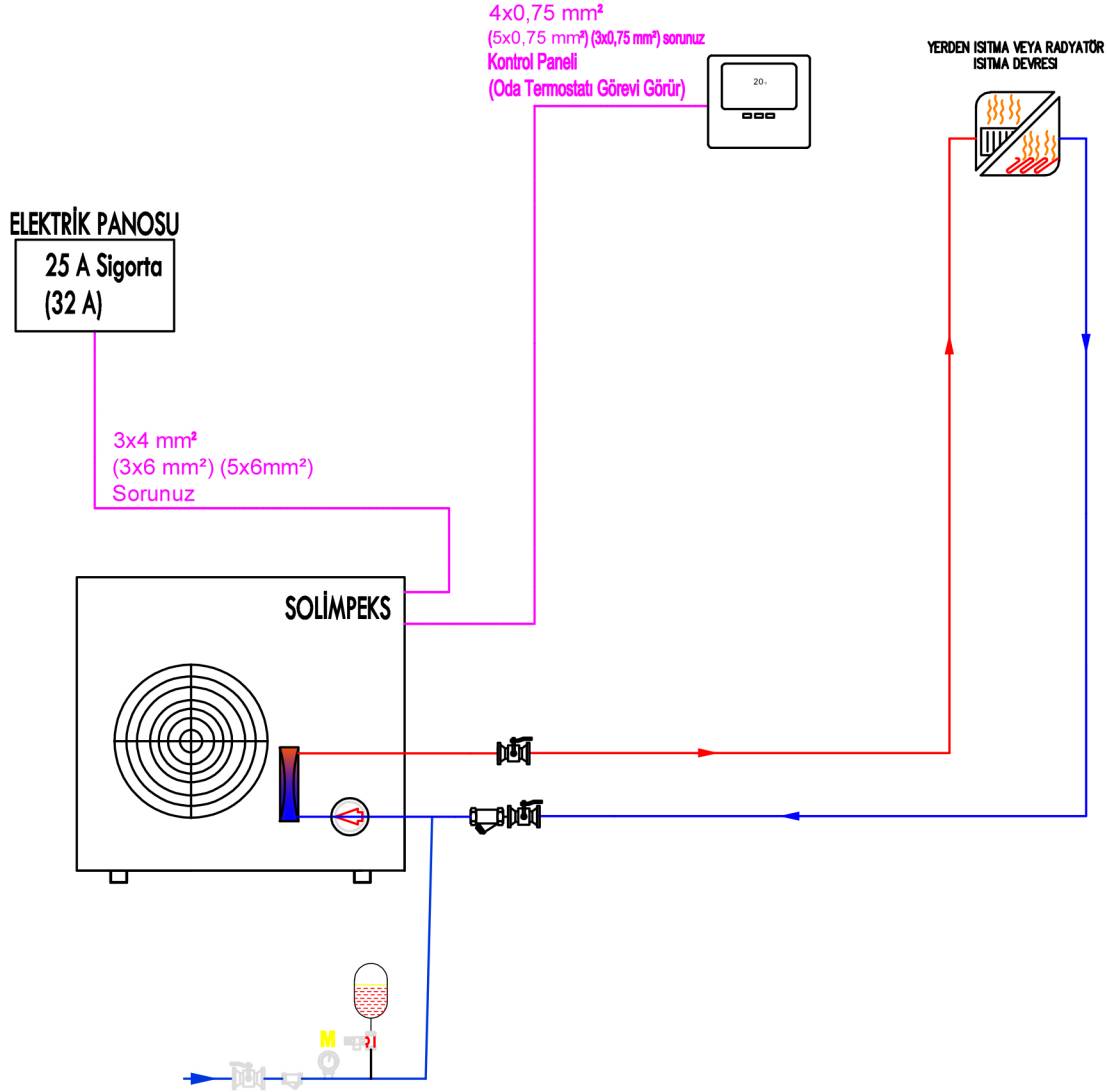 4x0,75 mm²
(5x0,75 mm²) (3x0,75 mm²) sorunuz
Kontrol Paneli
(Oda Termostatı Görevi Görür)
20
YERDEN ISITMA VEYA RADYATÖR
ISITMA DEVRESI
ELEKTRİK PANOSU
25 A Sigorta
(32 A)
3x4 mm²
(3x6 mm²) (5x6mm²)
Sorunuz
SOLİMPEKS
M